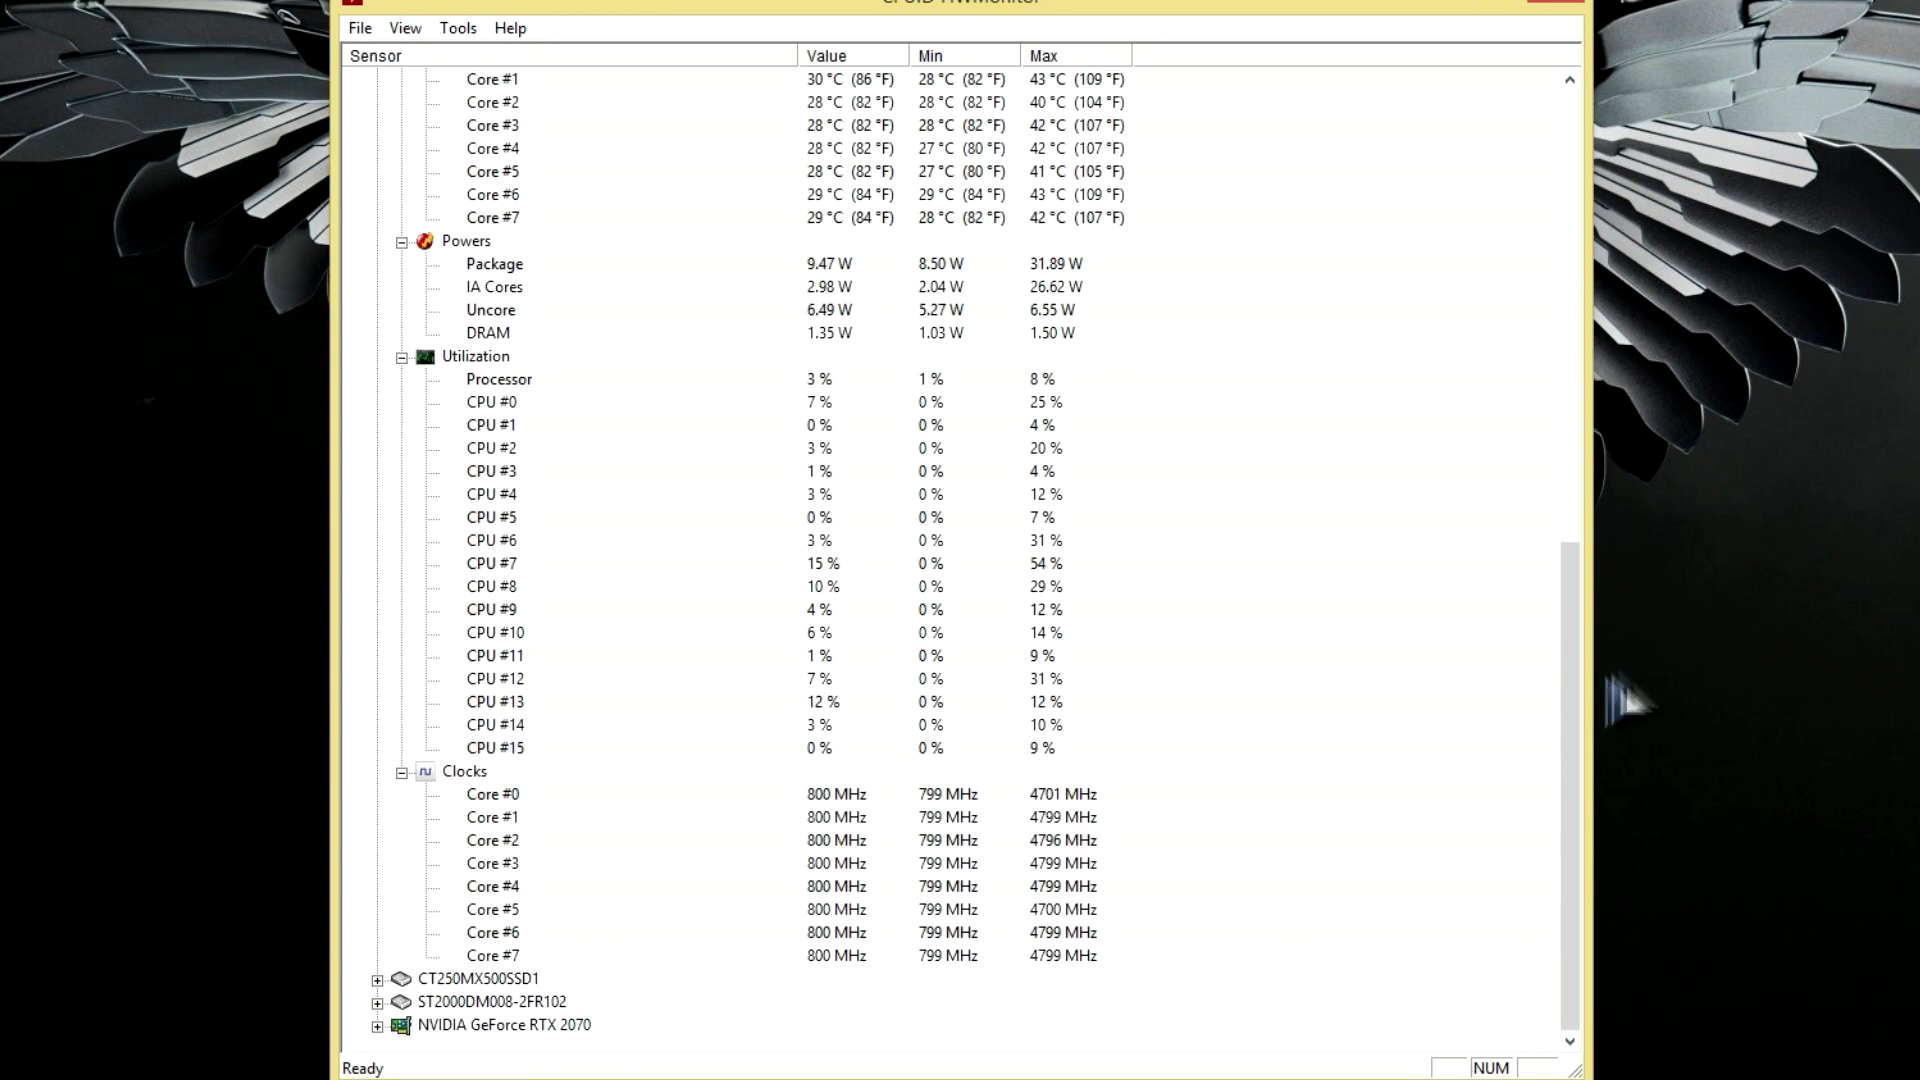 File View Tools Help
Sensor Value Min Max
Core #1 30 °C (86 °F) 28 °C (82 °F) 43 °C (109 °F)
Core #2 28 °C (82 °F) 28 °C (82 °F) 40 °C (104 °F)
Core #3 28 °C (82 °F) 28 °C (82 °F) 42 °C (107 °F)
Core #4 28 °C (82 °F) 27 °C (80 °F) 42 °C (107 °F)
Core #5 28 °C (82 °F) 27 °C (80 °F) 41 °C (105 °F)
Core #6 29 °C (84 °F) 29 °C (84 °F) 43 °C (109 °F)
Core #7 29 °C (84 °F) 28 °C (82 °F) 42 °C (107 °F)
Powers
Package 9.47 W 8.50 W 31.89 W
IA Cores 2.98 W 2.04 W 26.62 W
Uncore 6.49 W 5.27 W 6.55 W
DRAM 1.35 W 1.03 W 1.50 W
Utilization
Processor 3 % 1 % 8 %
CPU #0 7 % 0 % 25 %
CPU #1 0 % 0 % 4 %
CPU #2 3 % 0 % 20 %
CPU #3 1 % 0 % 4 %
CPU #4 3 % 0 % 12 %
CPU #5 0 % 0 % 7 %
CPU #6 3 % 0 % 31 %
CPU #7 15 % 0 % 54 %
CPU #8 10 % 0 % 29 %
CPU #9 4 % 0 % 12 %
CPU #10 6 % 0 % 14 %
CPU #11 1 % 0 % 9 %
CPU #12 7 % 0 % 31 %
CPU #13 12 % 0 % 12 %
CPU #14 3 % 0 % 10 %
CPU #15 0 % 0 % 9 %
Clocks
Core #0 800 MHz 799 MHz 4701 MHz
Core #1 800 MHz 799 MHz 4799 MHz
Core #2 800 MHz 799 MHz 4796 MHz
Core #3 800 MHz 799 MHz 4799 MHz
Core #4 800 MHz 799 MHz 4799 MHz
Core #5 800 MHz 799 MHz 4700 MHz
Core #6 800 MHz 799 MHz 4799 MHz
Core #7 800 MHz 799 MHz 4799 MHz
CT250MX500SSD1
ST2000DM008-2FR102
NVIDIA GeForce RTX 2070
Ready NUM